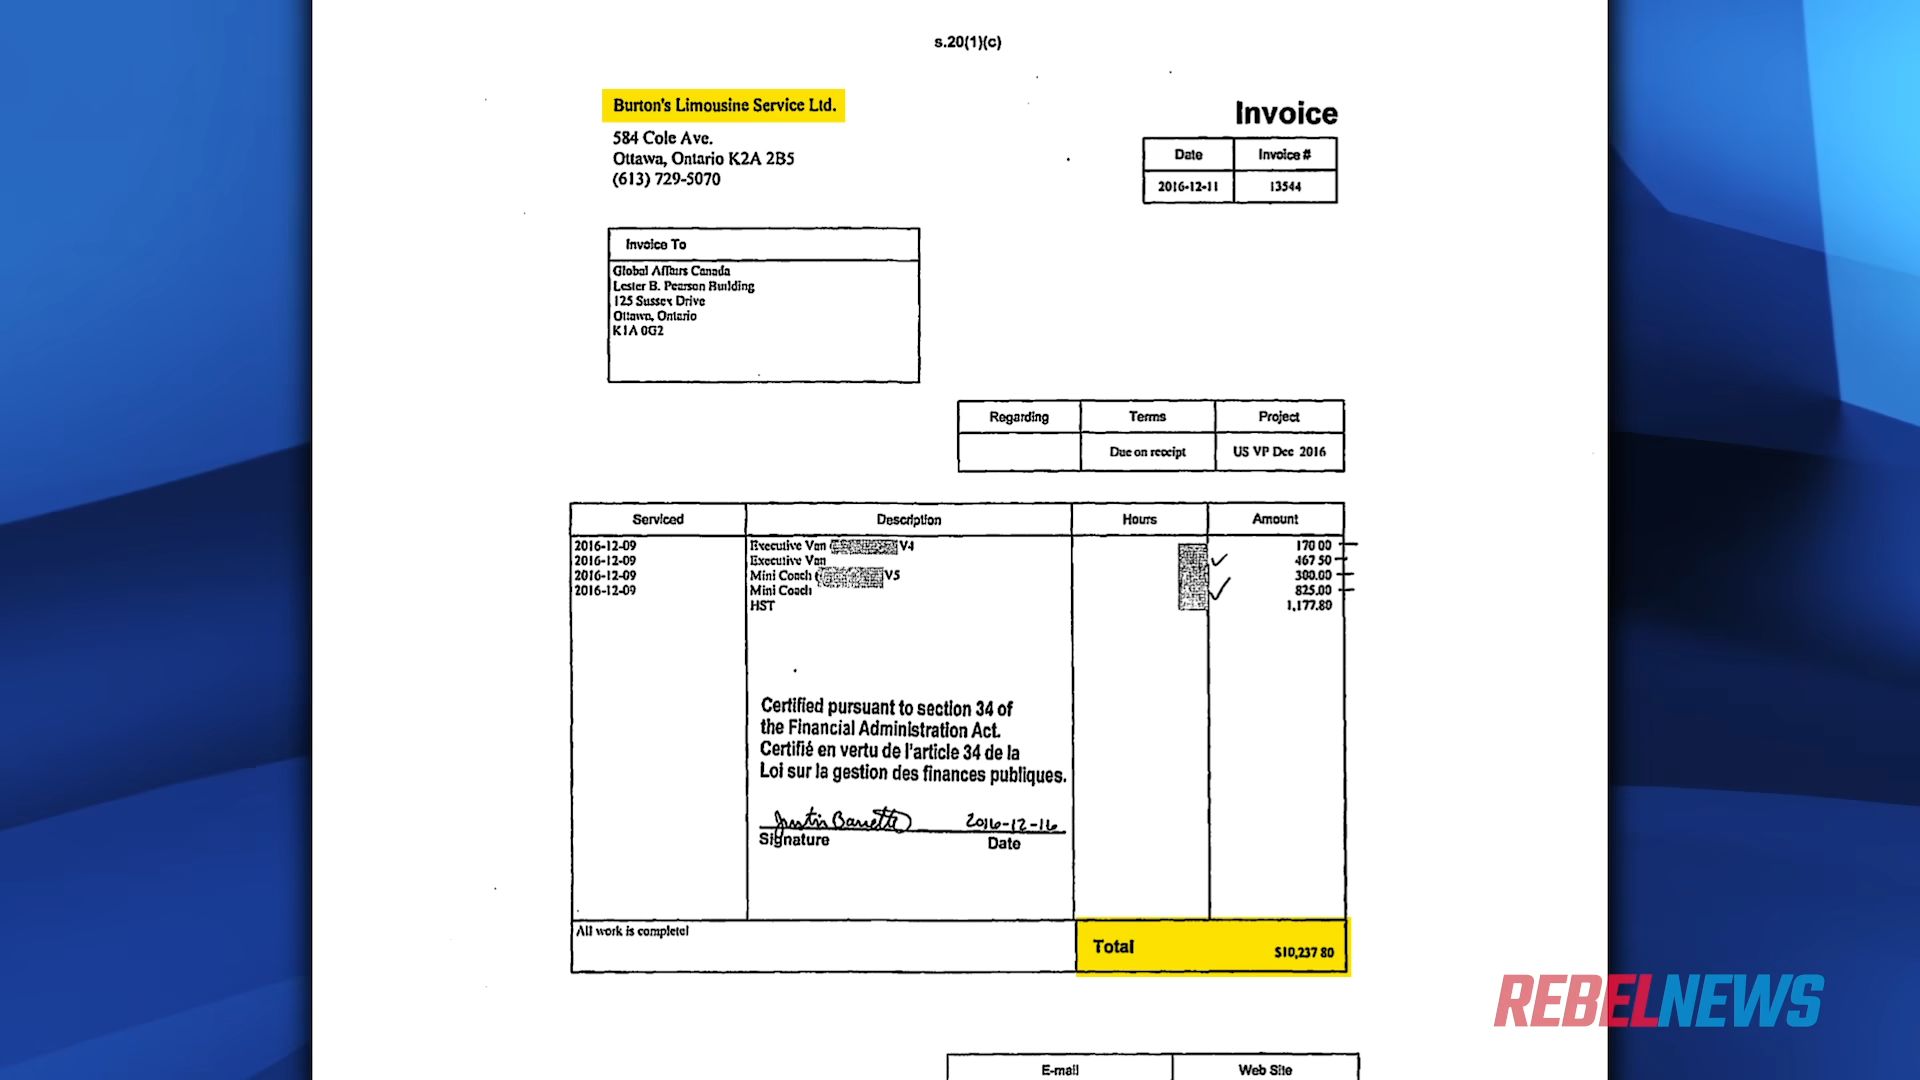 s.20(1)(c)
Burton's Limousine Service Ltd.
584 Cole Ave.
Ottawa, Ontario K2A 2B5
(613) 729-5070
Invoice
Date Invoice #
2016-12-11 13544
Invoice To
Global Affairs Canada
Lester B. Pearson Building
125 Sussex Drive
Ottawa, Ontario
K1A 0G2
Regarding Terms Project
Due on receipt US VP Dec 2016
Serviced Description Hours Amount
2016-12-09 Executive Van V4 170 00
2016-12-09 Executive Van 467 50
2016-12-09 Mini Coach V5 300.00
2016-12-09 Mini Coach 825.00
HST 1,177.80
Certified pursuant to section 34 of
the Financial Administration Act.
Certifié en vertu de l'article 34 de la
Loi sur la gestion des finances publiques.
Justin Barrette 2016-12-16
Signature Date
All work is complete!
Total $10,237 80
REBELNEWS
E-mail Web Site